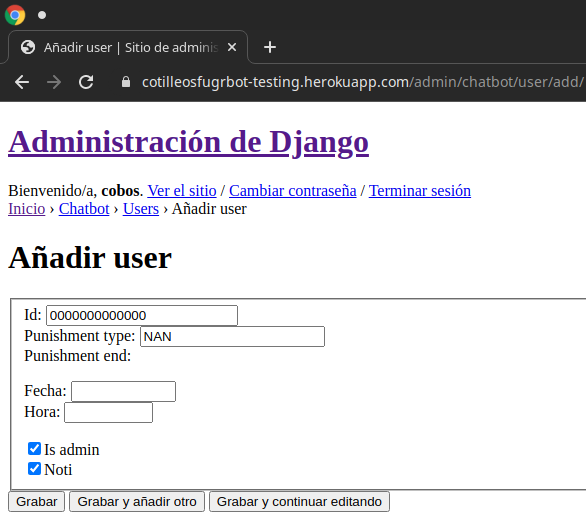 Añadir user | Sitio de adminis
cotilleosfugrbot-testing.herokuapp.com/admin/chatbot/user/add/
Administración de Django
Bienvenido/a, cobos. Ver el sitio / Cambiar contraseña / Terminar sesión
Inicio › Chatbot › Users › Añadir user
Añadir user
Id: 0000000000000
Punishment type: NAN
Punishment end:
Fecha:
Hora:
Is admin
Noti
Grabar Grabar y añadir otro Grabar y continuar editando